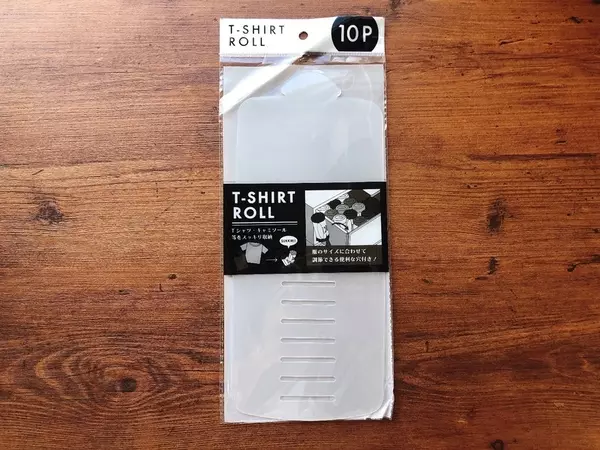 T-SHIRT
ROLL
10P
T-SHIRT
ROLL
Tシャツ・キャミソール
等をスッキリ収納
服のサイズに合わせて
調節できる便利な穴付き!